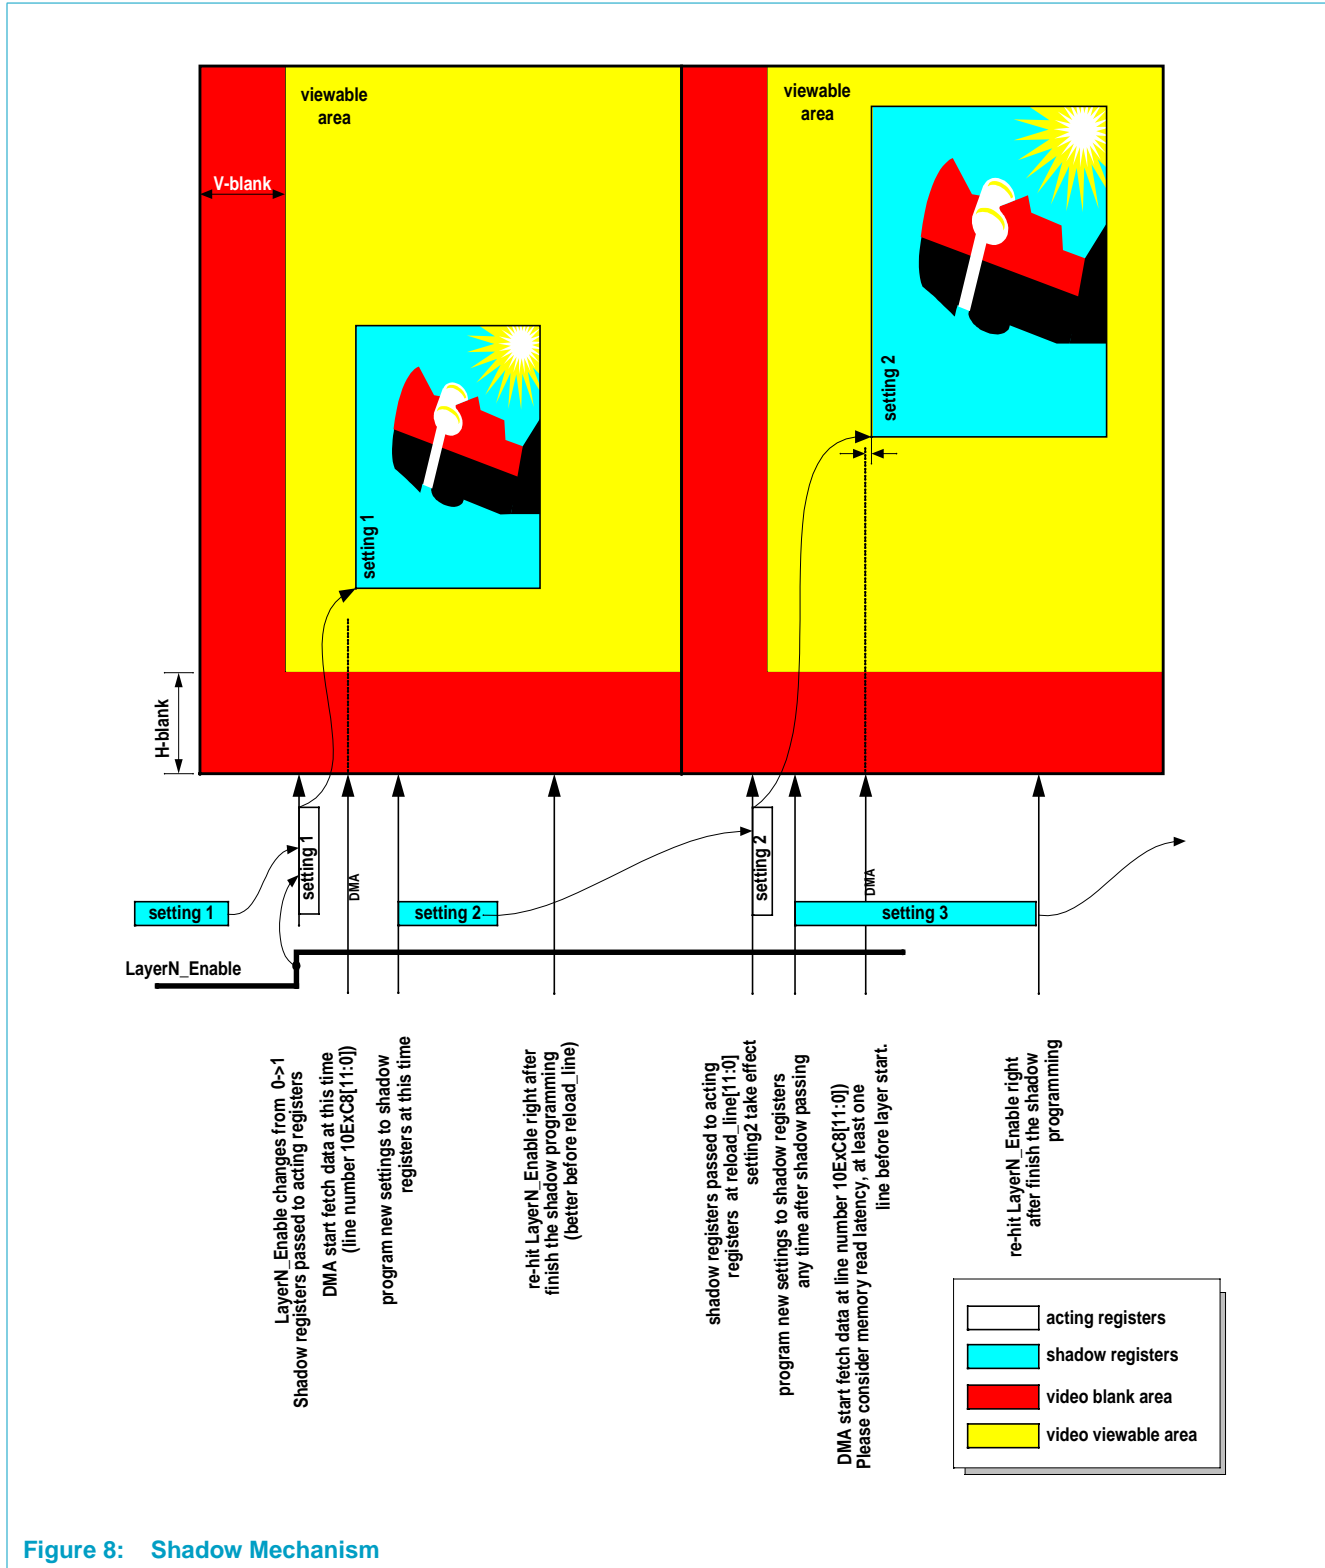 viewable
area
viewable
area
V-blank
setting 2
setting 1
H-blank
setting 1
setting 2
DMA
DMA
setting 1
setting 2
setting 3
LayerN_Enable
LayerN_Enable changes from 0->1
Shadow registers passed to acting registers
DMA start fetch data at this time
(line number 10ExC8[11:0])
program new settings to shadow
registers at this time
re-hit LayerN_Enable right after
finish the shadow programming
(better before reload_line)
shadow registers passed to acting
registers at reload_line[11:0]
setting2 take effect
program new settings to shadow registers
any time after shadow passing
DMA start fetch data at line number 10ExC8[11:0])
Please consider memory read latency, at least one
line before layer start.
re-hit LayerN_Enable right
after finish the shadow
programming
acting registers
shadow registers
video blank area
video viewable area
Figure 8: Shadow Mechanism